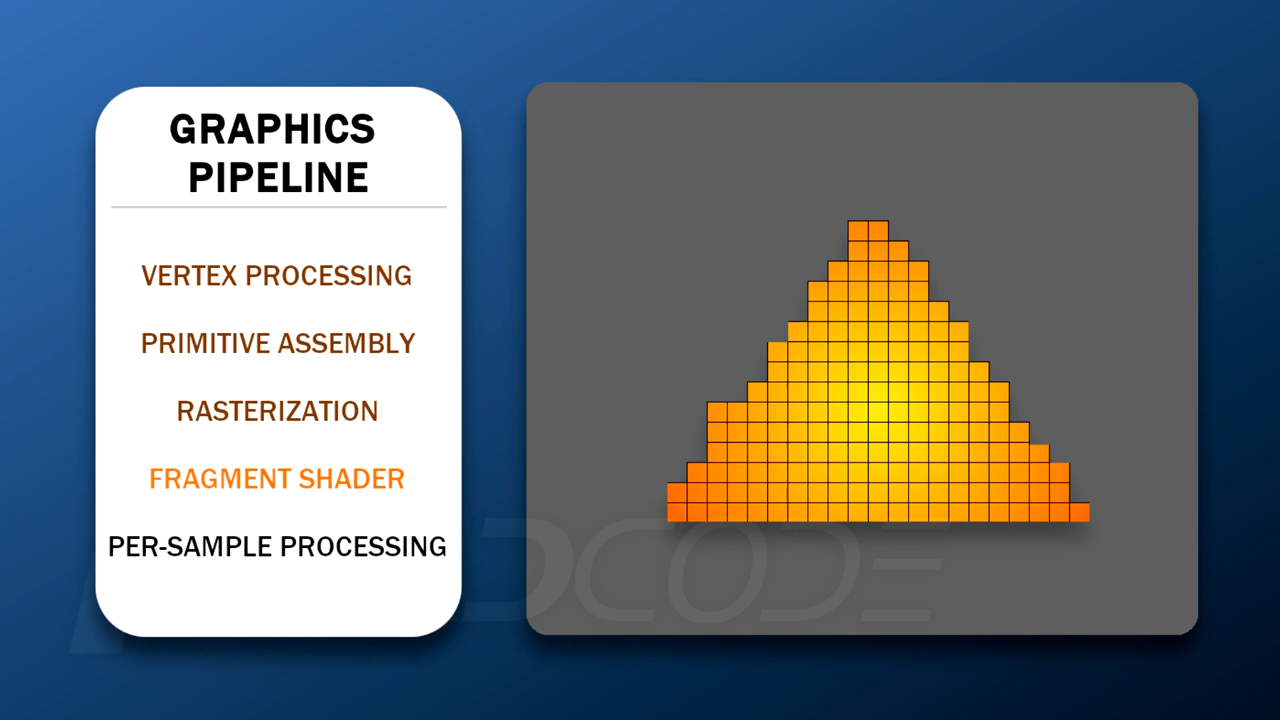 GRAPHICS
PIPELINE
VERTEX PROCESSING
PRIMITIVE ASSEMBLY
RASTERIZATION
FRAGMENT SHADER
PER-SAMPLE PROCESSING